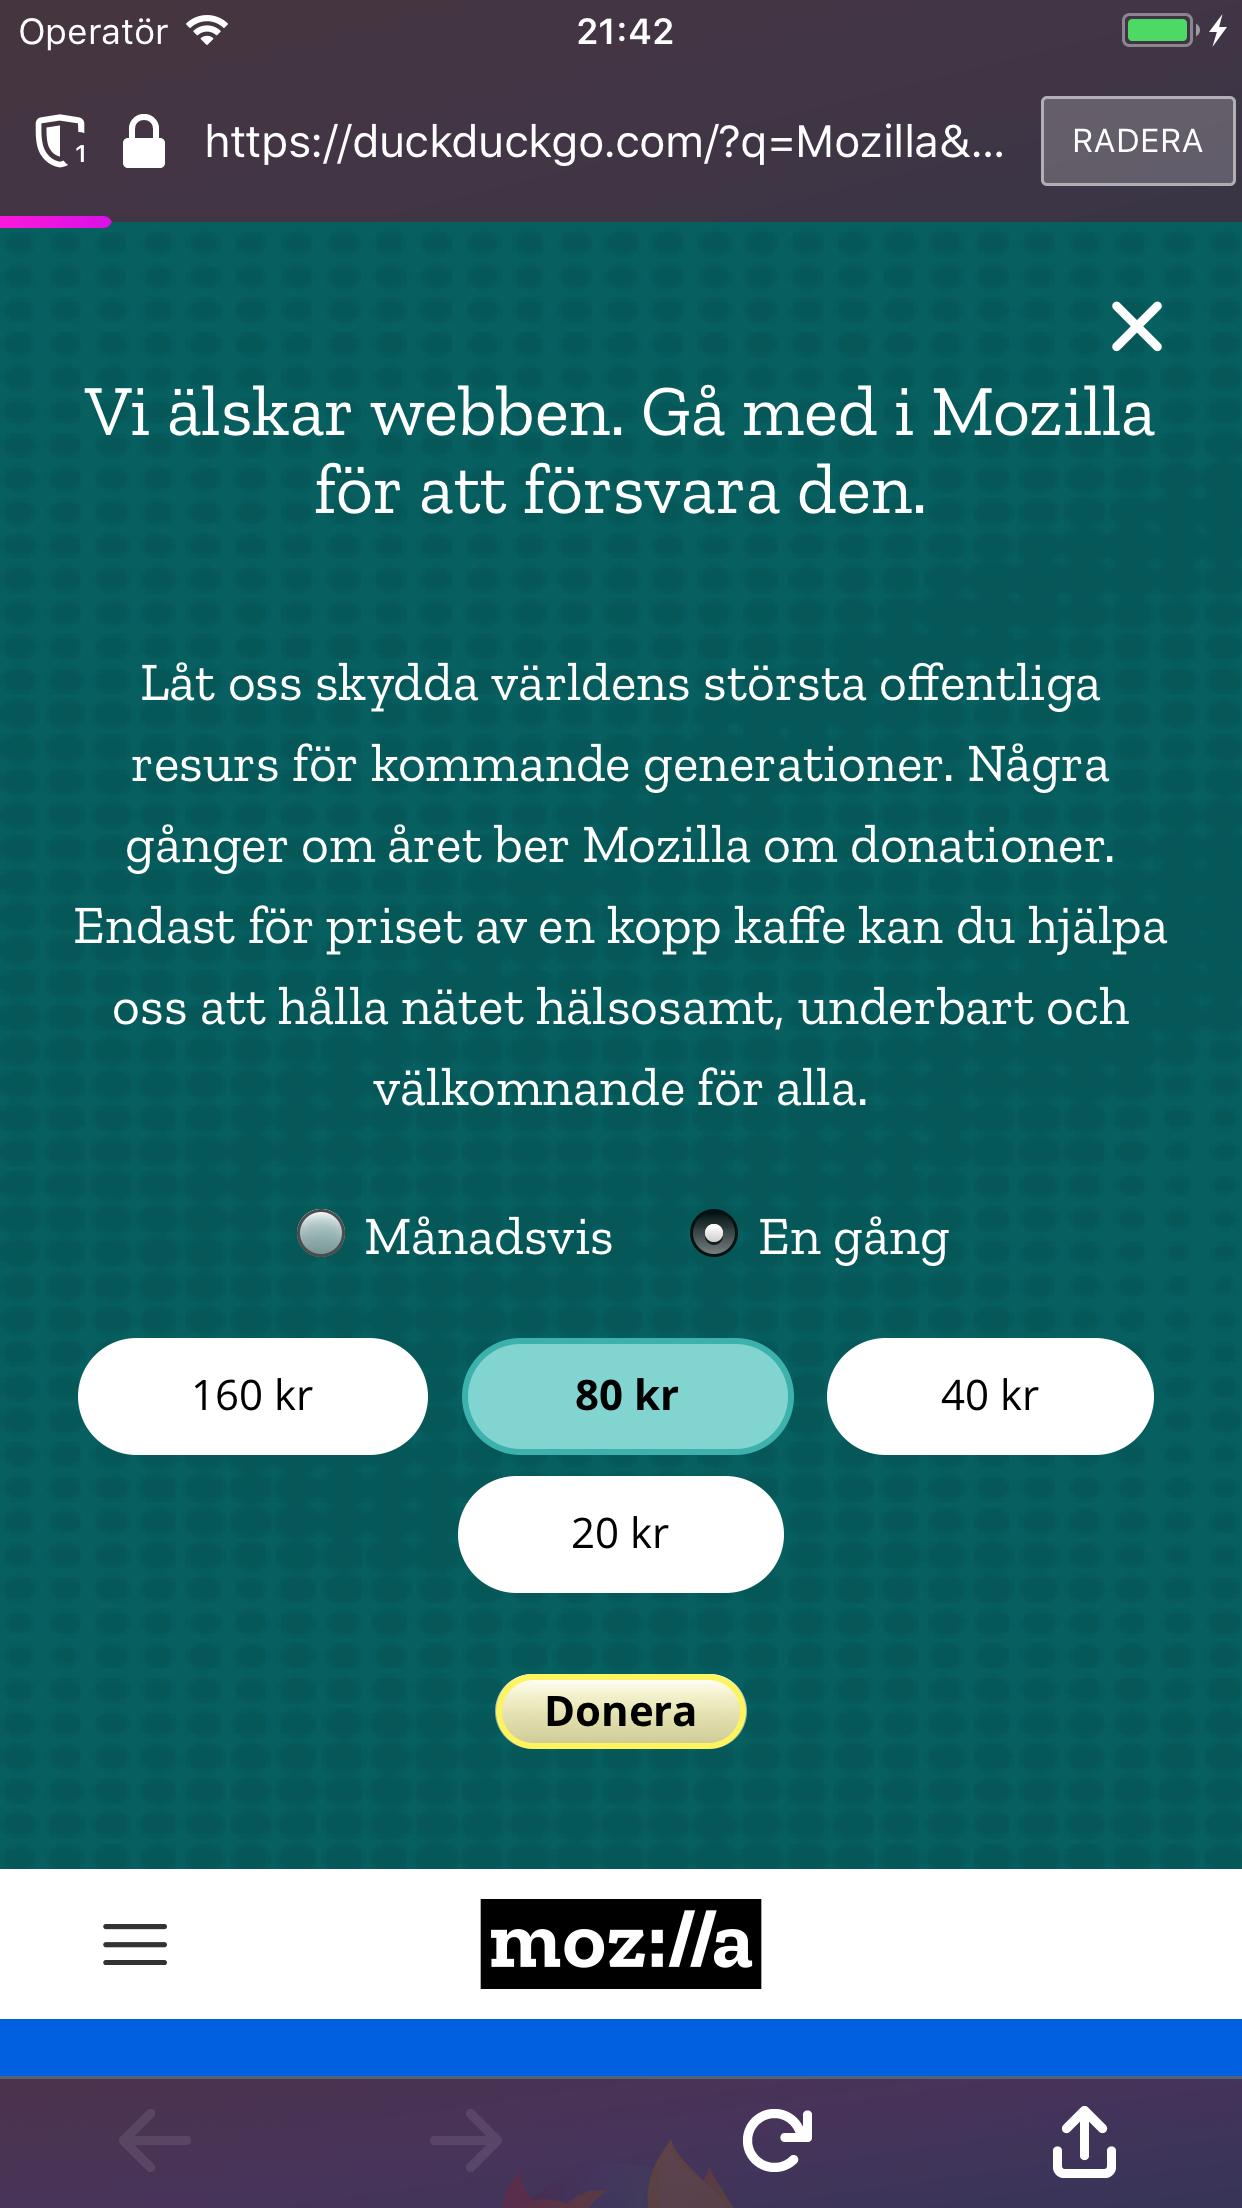 Operatör
21:42
1
https://duckduckgo.com/?q=Mozilla&...
RADERA
Vi älskar webben. Gå med i Mozilla
för att försvara den.
Låt oss skydda världens största offentliga
resurs för kommande generationer. Några
gånger om året ber Mozilla om donationer.
Endast för priset av en kopp kaffe kan du hjälpa
oss att hålla nätet hälsosamt, underbart och
välkomnande för alla.
Månadsvis
En gång
160 kr
80 kr
40 kr
20 kr
Donera
moz://a